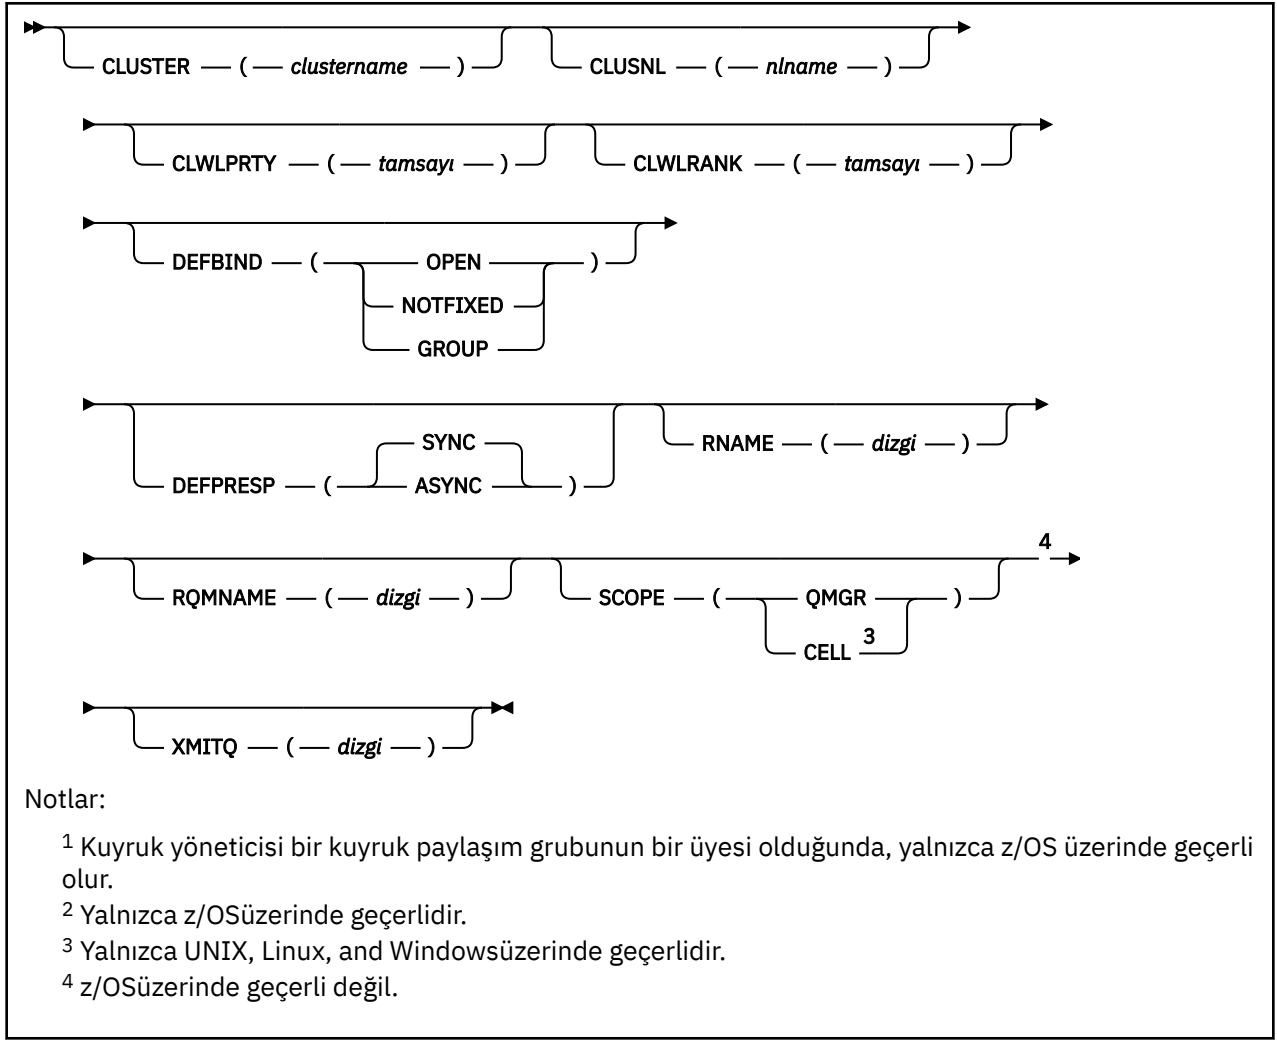 CLUSTER ( clustername ) CLUSNL ( nlname )
CLWLPRTY ( tamsayı ) CLWLRANK ( tamsayı )
DEFBIND ( OPEN )
NOTFIXED
GROUP
SYNC
DEFPRESP ( ASYNC )
RNAME ( dizgi )
4
RQMNAME ( dizgi ) SCOPE ( QMGR )
CELL 3
XMITQ ( dizgi )
Notlar:
1 Kuyruk yöneticisi bir kuyruk paylaşım grubunun bir üyesi olduğunda, yalnızca z/OS üzerinde geçerli
olur.
2 Yalnızca z/OSüzerinde geçerlidir.
3 Yalnızca UNIX, Linux, and Windowsüzerinde geçerlidir.
4 z/OSüzerinde geçerli değil.